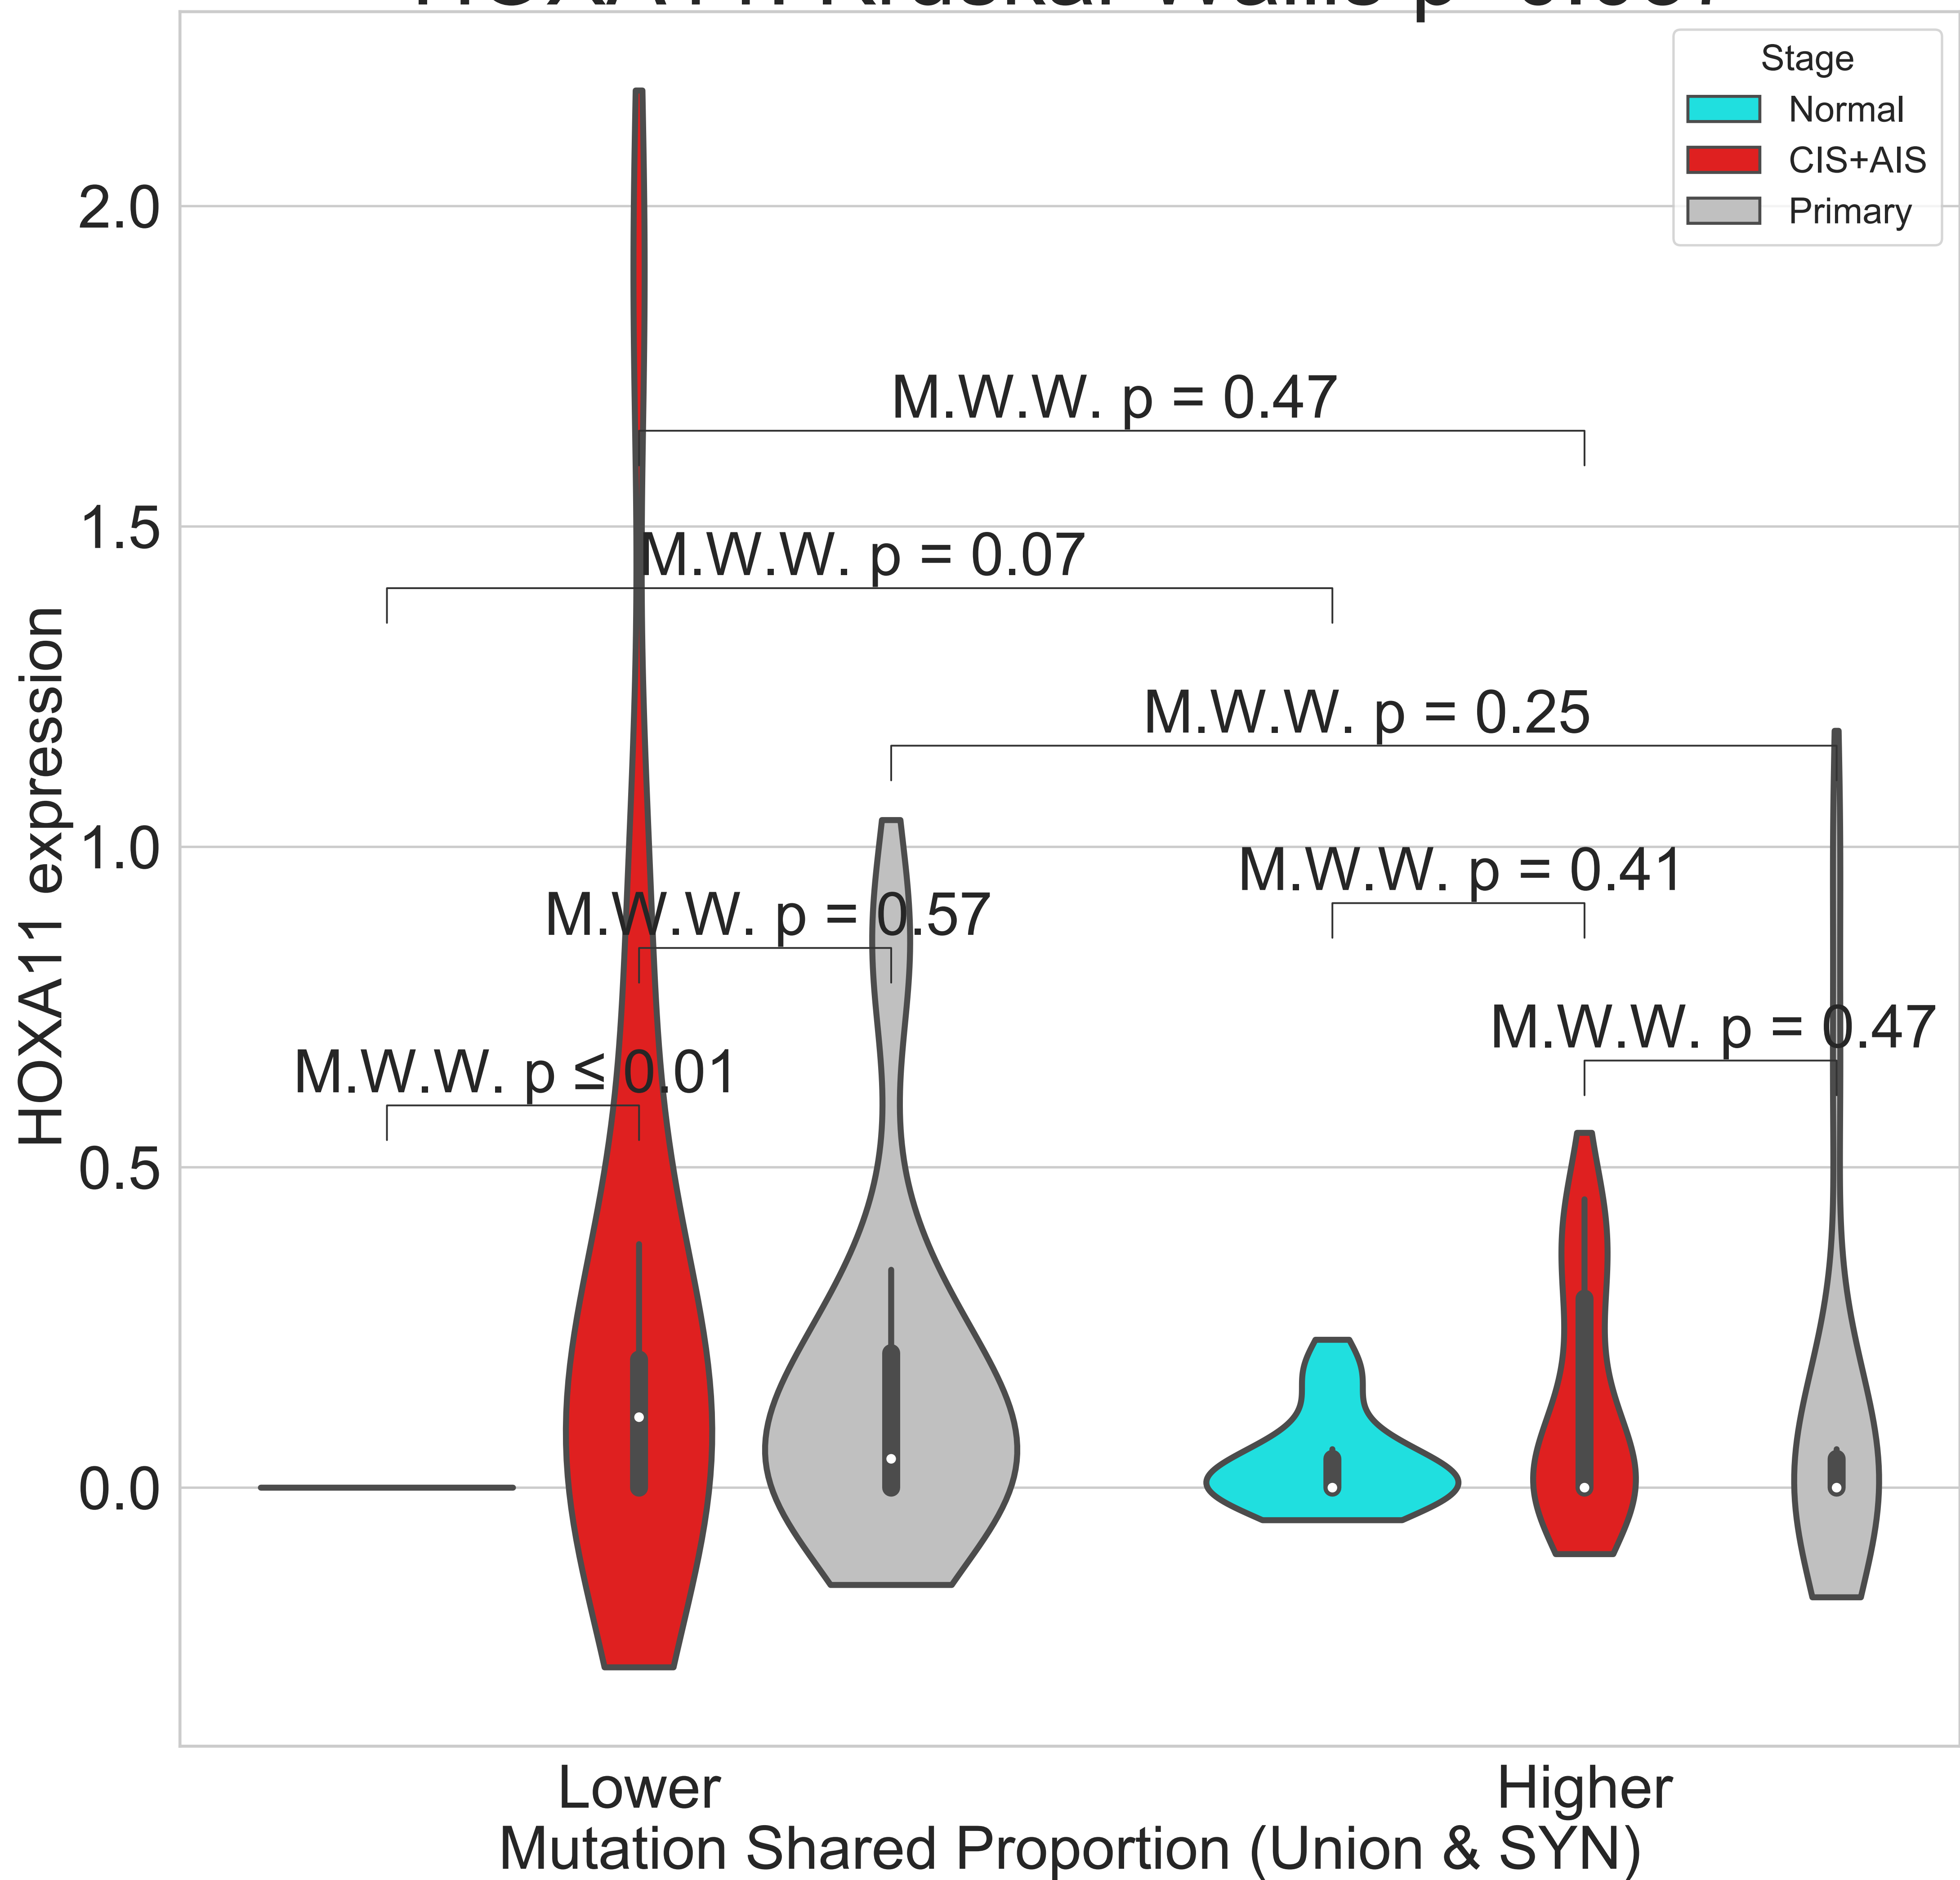 Stage
Normal
CIS+AIS
Primary
2.0
1.5
1.0
0.5
0.0
HOXA11 expression
M.W.W. p = 0.47
M.W.W. p = 0.07
M.W.W. p = 0.25
M.W.W. p = 0.41
M.W.W. p = 0.57
M.W.W. p = 0.47
M.W.W. p ≤ 0.01
Lower
Higher
Mutation Shared Proportion (Union & SYN)